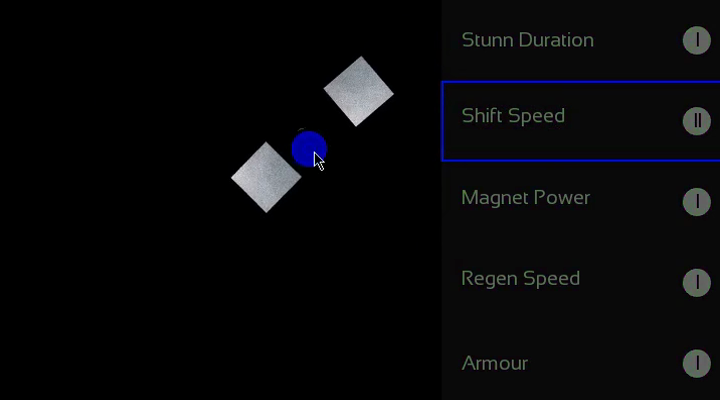 Stunn Duration I
Shift Speed II
Magnet Power I
Regen Speed I
Armour I